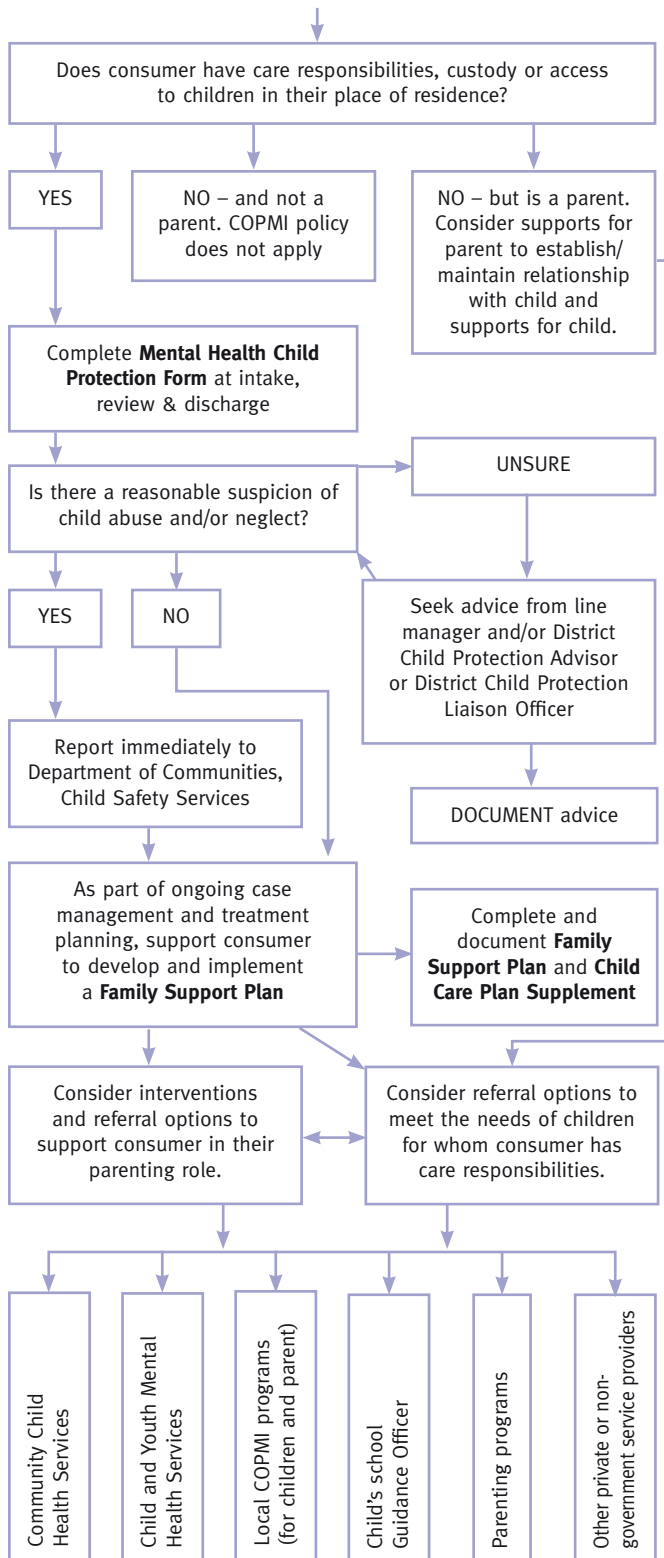 Does consumer have care responsibilities, custody or access
to children in their place of residence?
YES
NO – and not a
parent. COPMI policy
does not apply
NO – but is a parent.
Consider supports for
parent to establish/
maintain relationship
with child and
supports for child.
Complete Mental Health Child
Protection Form at intake,
review & discharge
Is there a reasonable suspicion of
child abuse and/or neglect?
UNSURE
YES
NO
Seek advice from line
manager and/or District
Child Protection Advisor
or District Child Protection
Liaison Officer
Report immediately to
Department of Communities,
Child Safety Services
DOCUMENT advice
As part of ongoing case
management and treatment
planning, support consumer
to develop and implement
a Family Support Plan
Complete and
document Family
Support Plan and Child
Care Plan Supplement
Consider interventions
and referral options to
support consumer in their
parenting role.
Consider referral options to
meet the needs of children
for whom consumer has
care responsibilities.
Community Child
Health Services
Child and Youth Mental
Health Services
Local COPMI programs
(for children and parent)
Child’s school
Guidance Officer
Parenting programs
Other private or non-
government service providers